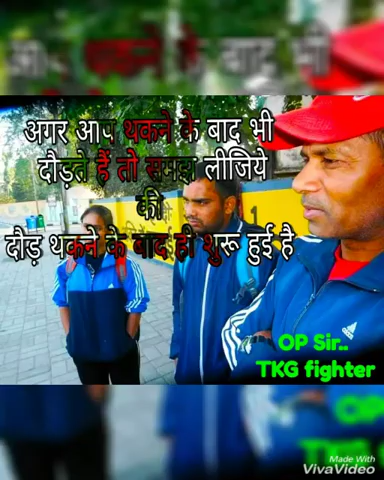 अगर आप थकने के बाद भी
दौड़ते हैं तो समझ लीजिये
की
दौड़ थकने के बाद ही शुरू हुई है
OP Sir..
TKG fighter
Made With
VivaVideo